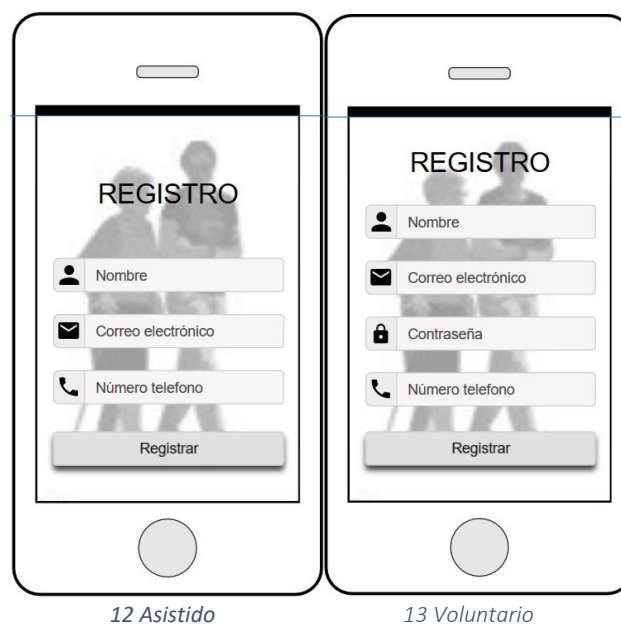 REGISTRO
Nombre
Correo electrónico
Número telefono
Registrar
12 Asistido
REGISTRO
Nombre
Correo electrónico
Contraseña
Número telefono
Registrar
13 Voluntario